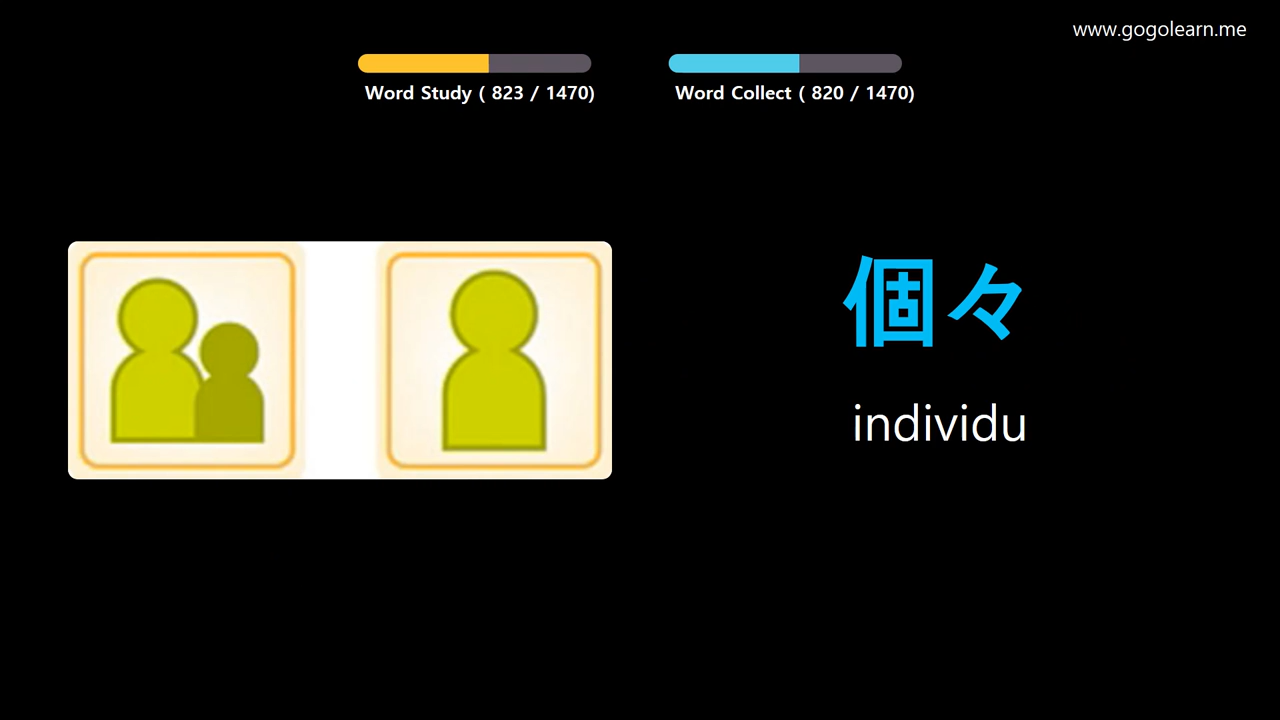 www.gogolearn.me
Word Study ( 823 / 1470)
Word Collect ( 820 / 1470)
個々
individu